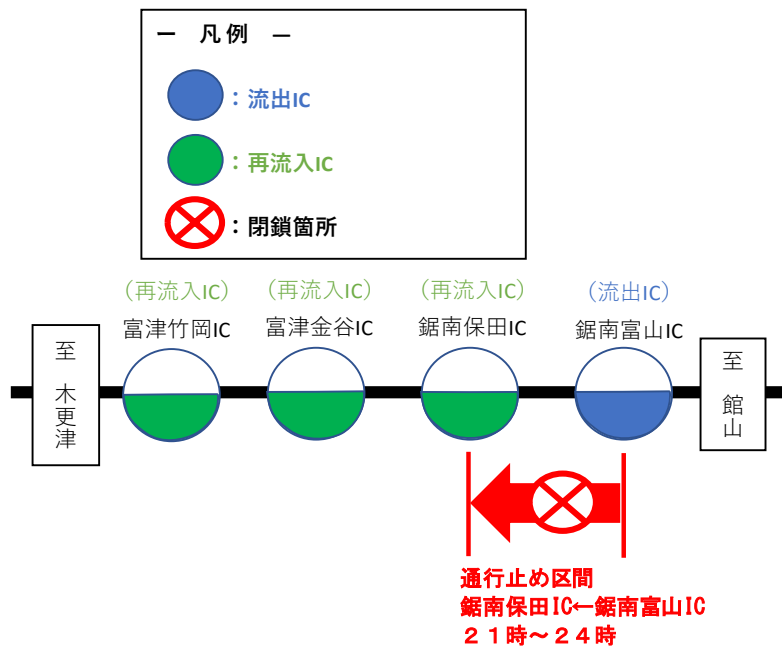 ー 凡例 ー
：流出IC
：再流入IC
：閉鎖箇所
（再流入IC） （再流入IC） （再流入IC） （流出IC）
富津竹岡IC 富津金谷IC 鋸南保田IC 鋸南富山IC
至 木更津
至 館山
通行止め区間
鋸南保田IC←鋸南富山IC
２１時～２４時